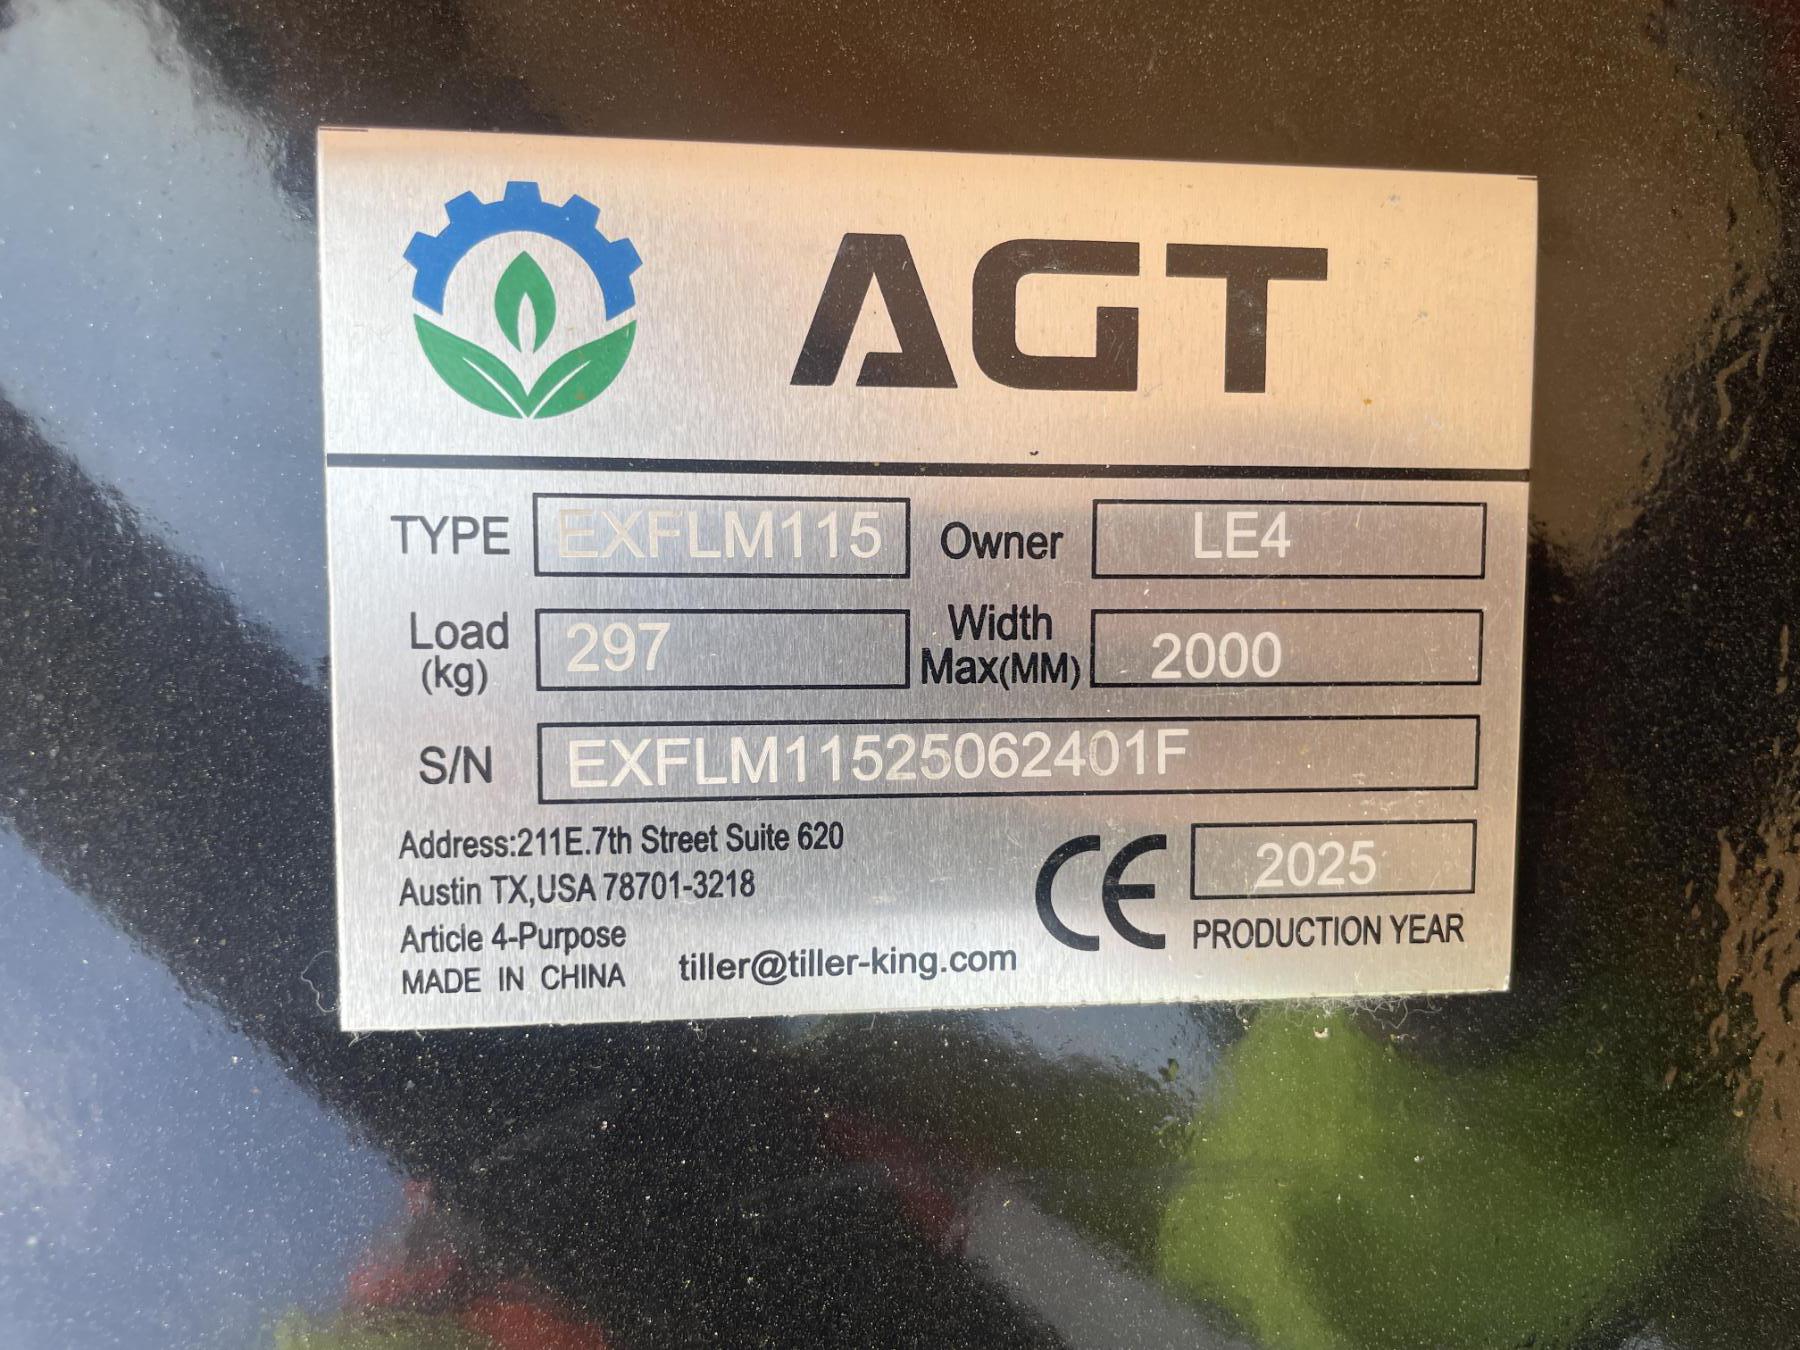 AGT
TYPE EXFLM115 Owner LE4
Load (kg) 297 Width Max(MM) 2000
S/N EXFLM11525062401F
Address:211E.7th Street Suite 620
Austin TX,USA 78701-3218
Article 4-Purpose
MADE IN CHINA
tiller@tiller-king.com
CE
2025
PRODUCTION YEAR